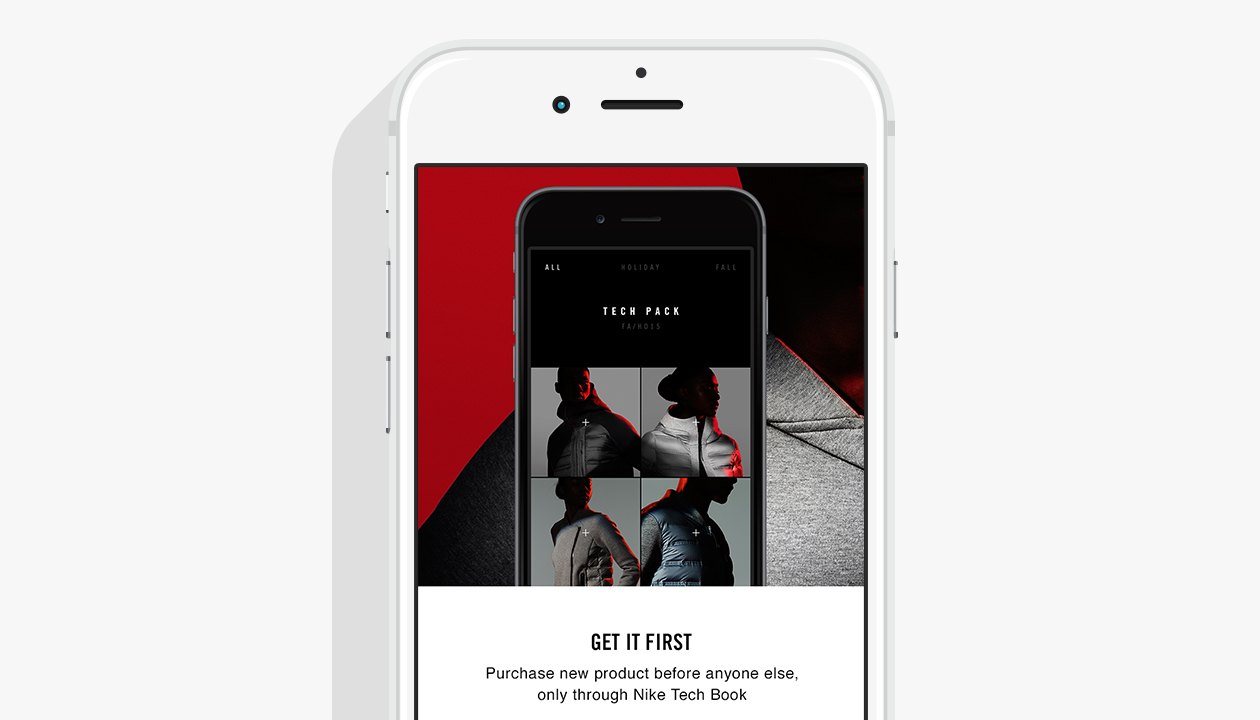 ALL HOLIDAY FALL
TECH PACK
FA/HO15
GET IT FIRST
Purchase new product before anyone else,
only through Nike Tech Book